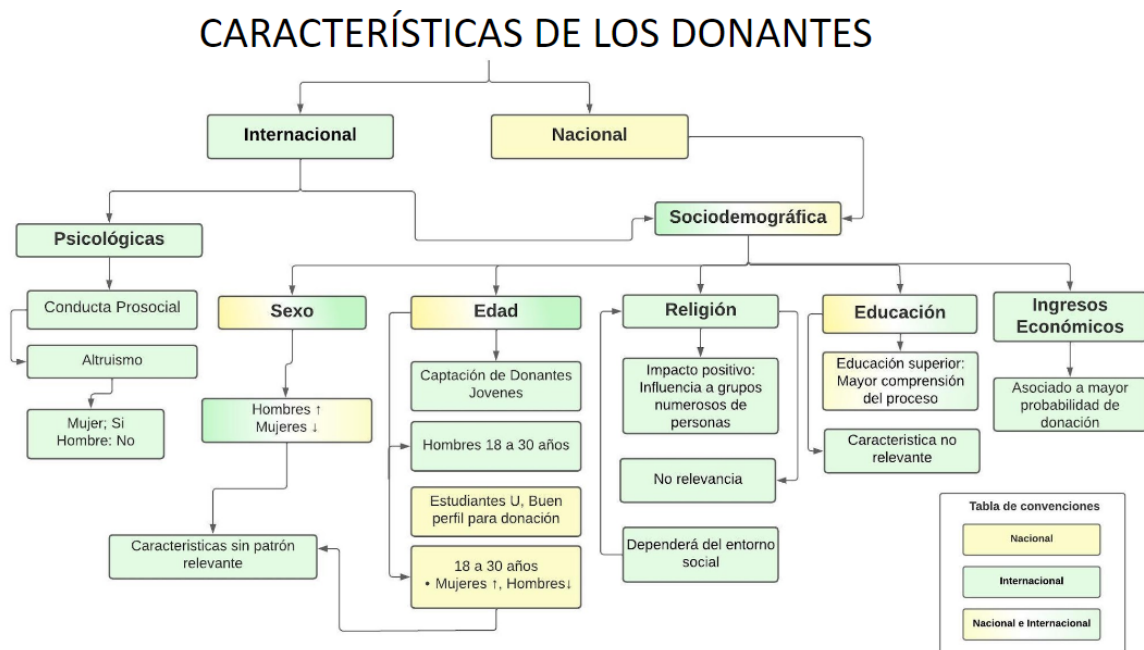 CARACTERÍSTICAS DE LOS DONANTES
Internacional
Nacional
Sociodemográfica
Psicológicas
Conducta Prosocial
Altruismo
Mujer; Si
Hombre: No
Sexo
Hombres ↑
Mujeres ↓
Caracteristicas sin patrón
relevante
Edad
Captación de Donantes
Jovenes
Hombres 18 a 30 años
Estudiantes U, Buen
perfil para donación
18 a 30 años
• Mujeres ↑, Hombres↓
Religión
Impacto positivo:
Influencia a grupos
numerosos de
personas
No relevancia
Dependerá del entorno
social
Educación
Educación superior:
Mayor comprensión
del proceso
Caracteristica no
relevante
Ingresos
Económicos
Asociado a mayor
probabilidad de
donación
Tabla de convenciones
Nacional
Internacional
Nacional e Internacional